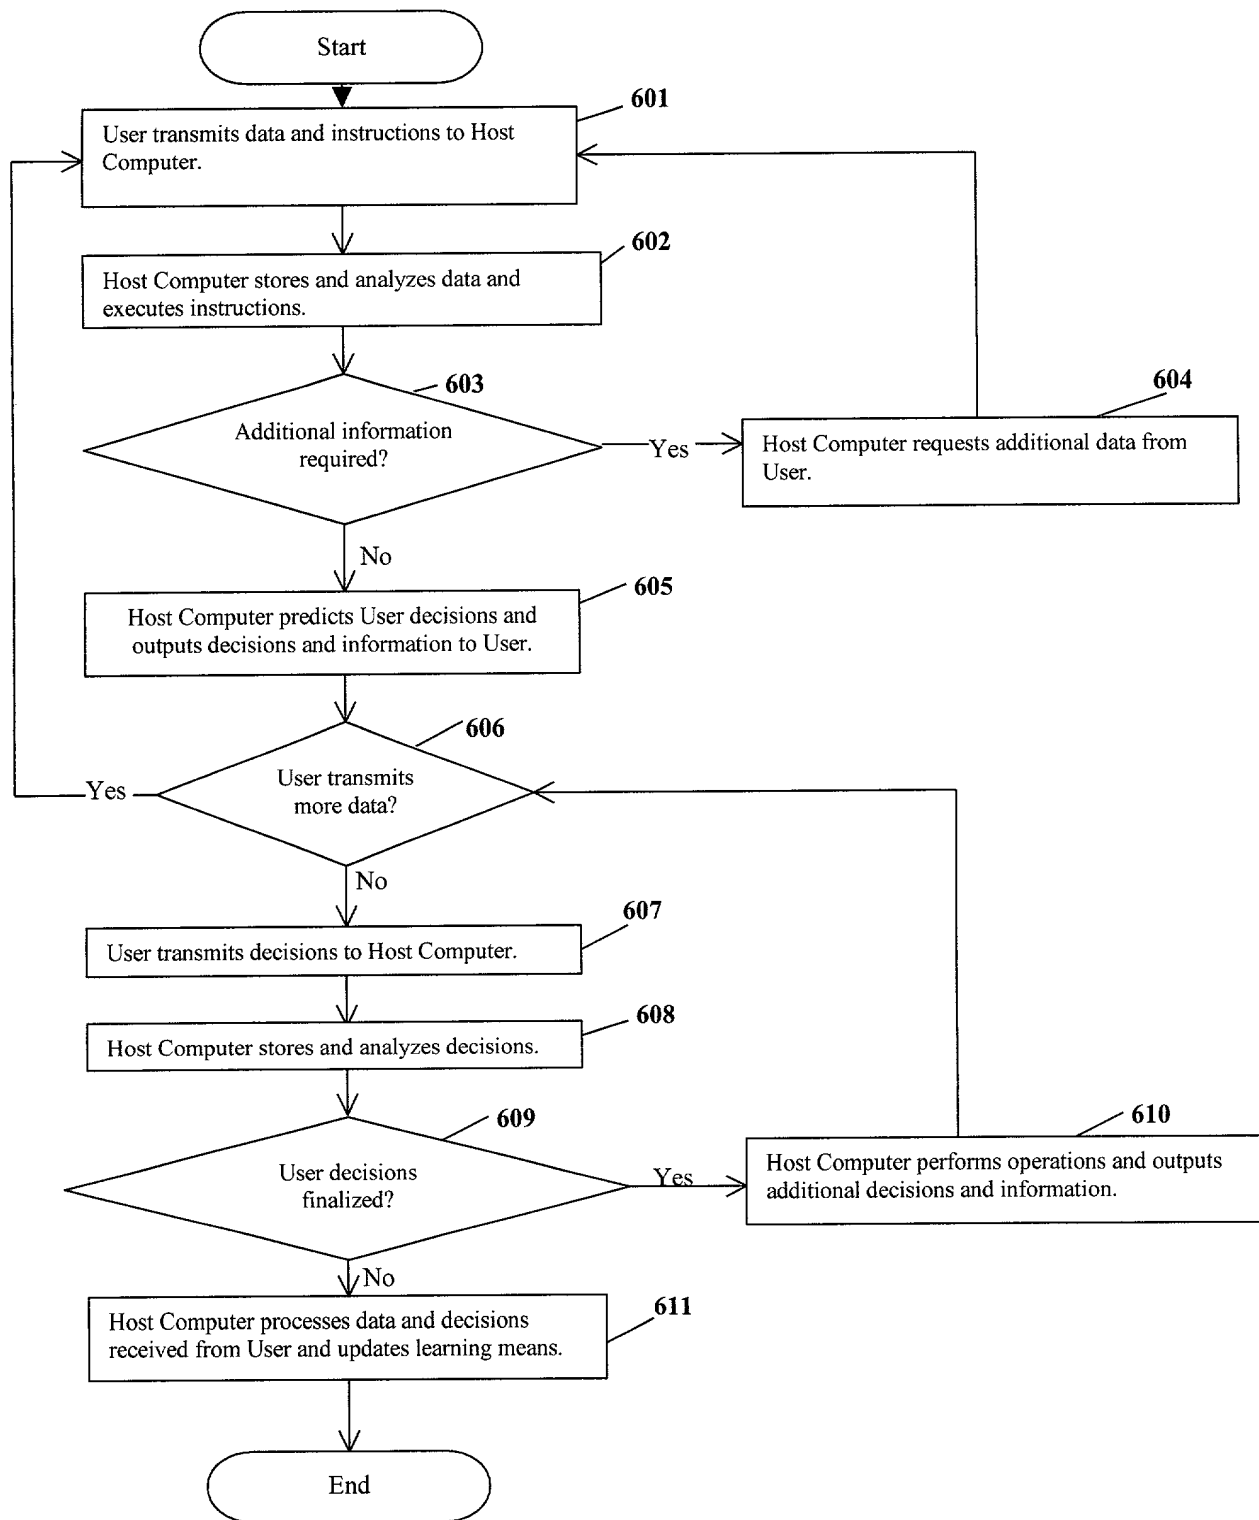 Start
601
User transmits data and instructions to Host
Computer.
602
Host Computer stores and analyzes data and
executes instructions.
603
Additional information
required?
Yes
604
Host Computer requests additional data from
User.
No
605
Host Computer predicts User decisions and
outputs decisions and information to User.
606
User transmits
more data?
Yes
No
607
User transmits decisions to Host Computer.
608
Host Computer stores and analyzes decisions.
609
User decisions
finalized?
Yes
610
Host Computer performs operations and outputs
additional decisions and information.
No
611
Host Computer processes data and decisions
received from User and updates learning means.
End